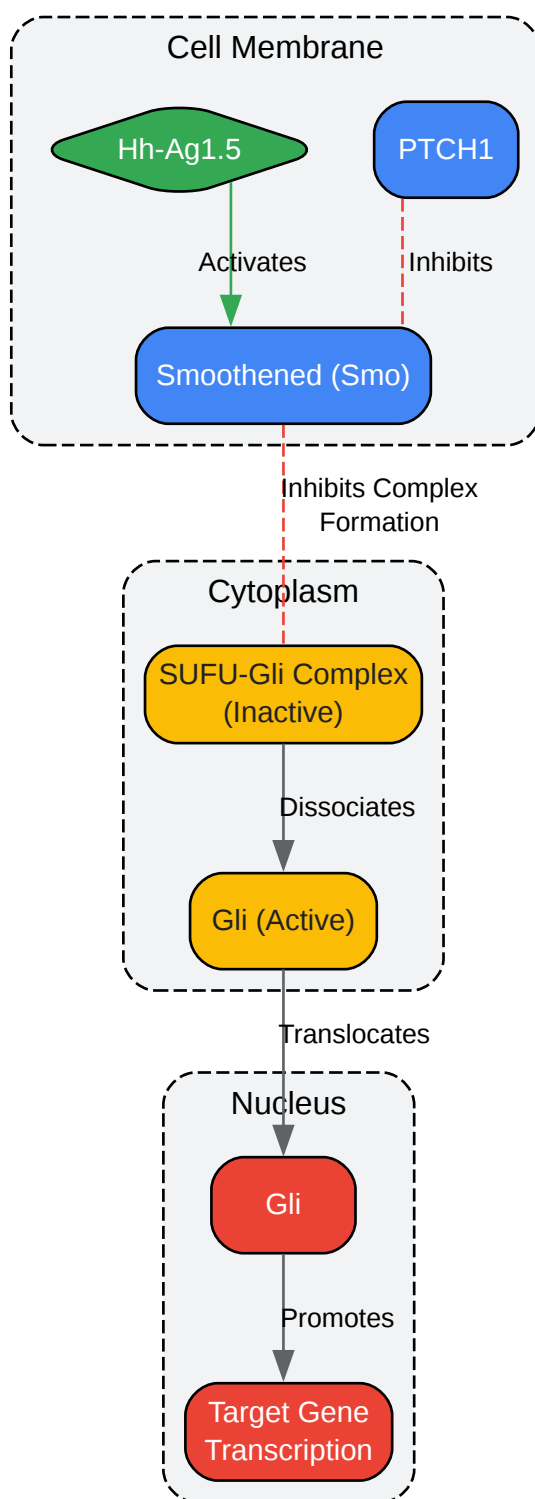 Cell Membrane
Hh-Ag1.5
PTCH1
Activates
Inhibits
Smoothened (Smo)
Inhibits Complex
Formation
Cytoplasm
SUFU-Gli Complex
(Inactive)
Dissociates
Gli (Active)
Translocates
Nucleus
Gli
Promotes
Target Gene
Transcription